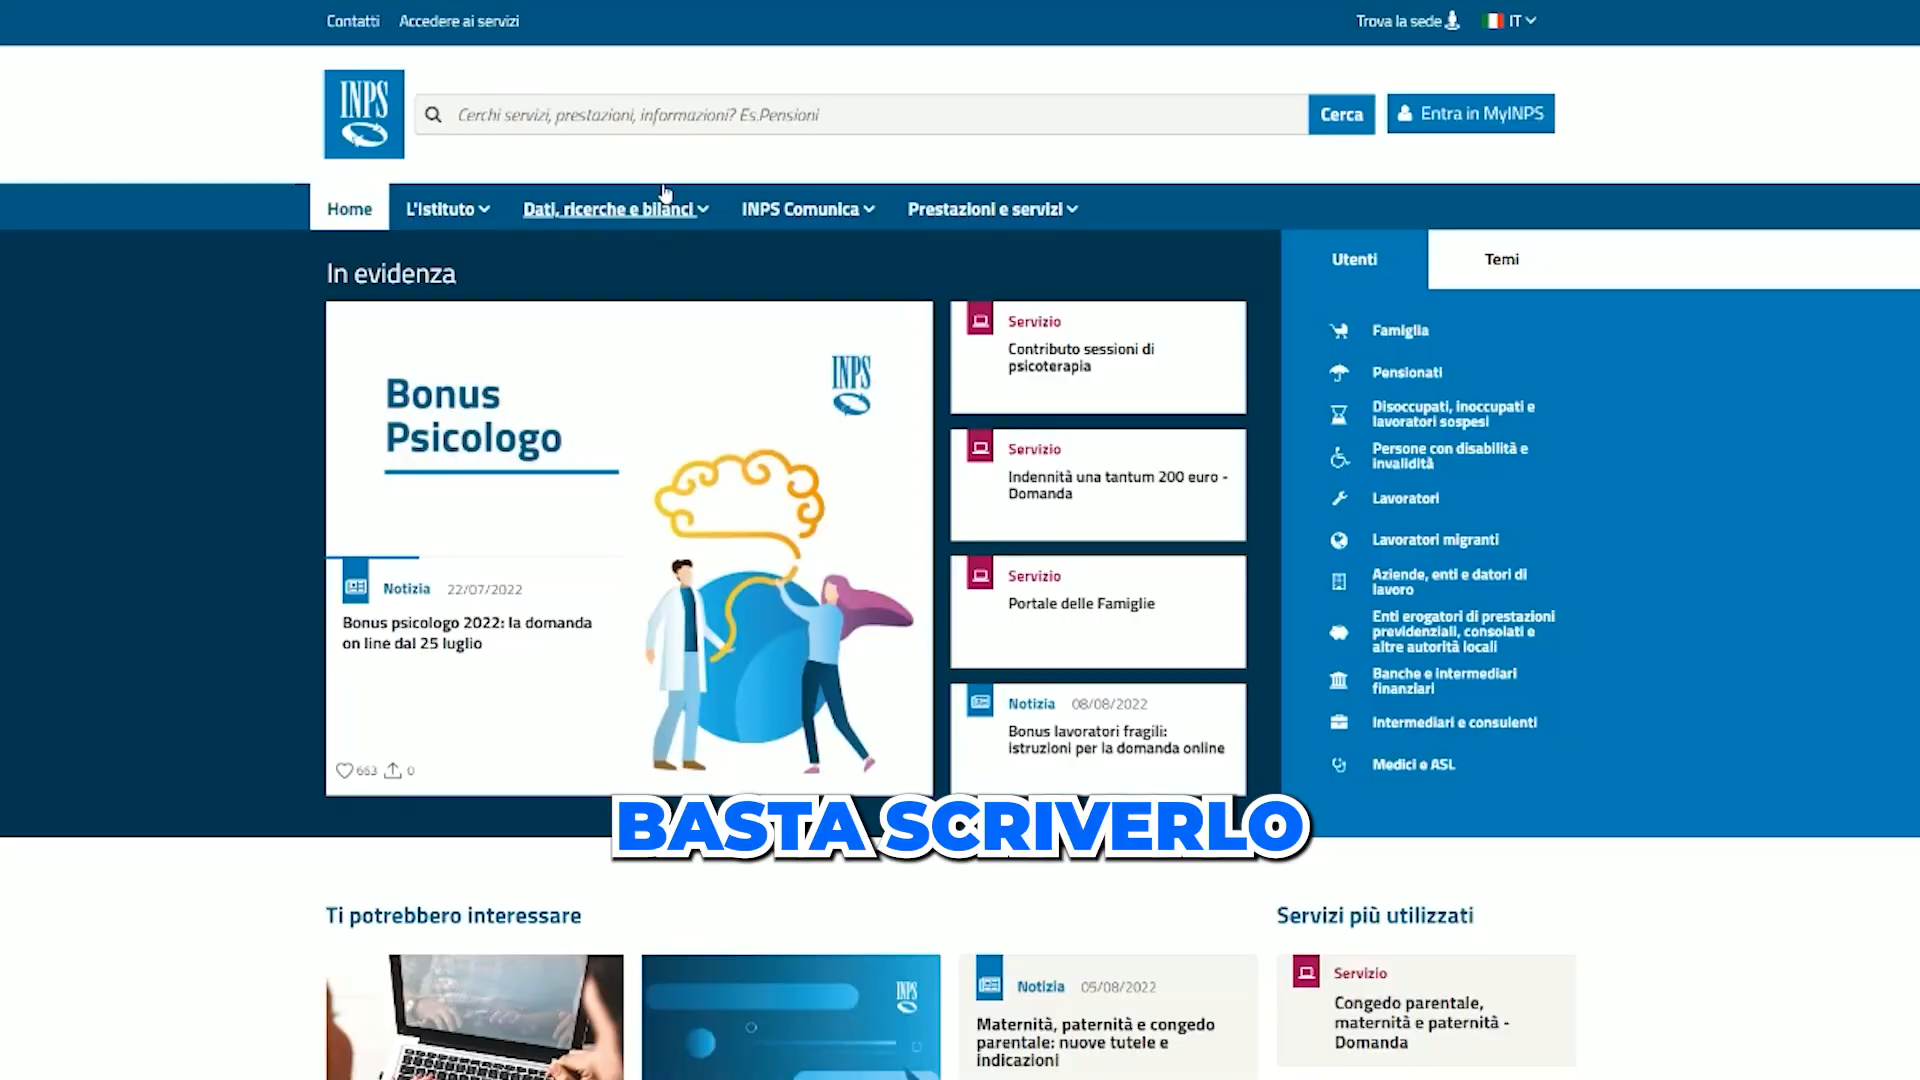 Contatti
Accedere ai servizi
Trova la sede
IT
INPS
Cerchi servizi, prestazioni, informazioni? Es.Pensioni
Cerca
Entra in MyINPS
Home
L'Istituto
Dati, ricerche e bilanci
INPS Comunica
Prestazioni e servizi
In evidenza
Bonus
Psicologo
INPS
Notizia 22/07/2022
Bonus psicologo 2022: la domanda
on line dal 25 luglio
663
0
Servizio
Contributo sessioni di
psicoterapia
Servizio
Indennità una tantum 200 euro -
Domanda
Servizio
Portale delle Famiglie
Notizia 08/08/2022
Bonus lavoratori fragili:
istruzioni per la domanda online
Utenti
Temi
Famiglia
Pensionati
Disoccupati, inoccupati e
lavoratori sospesi
Persone con disabilità e
invalidità
Lavoratori
Lavoratori migranti
Aziende, enti e datori di
lavoro
Enti erogatori di prestazioni
previdenziali, consolati e
altre autorità locali
Banche e intermediari
finanziari
Intermediari e consulenti
Medici e ASL
BASTA SCRIVERLO
Ti potrebbero interessare
INPS
Notizia 05/08/2022
Maternità, paternità e congedo
parentale: nuove tutele e
indicazioni
Servizi più utilizzati
Servizio
Congedo parentale,
maternità e paternità -
Domanda